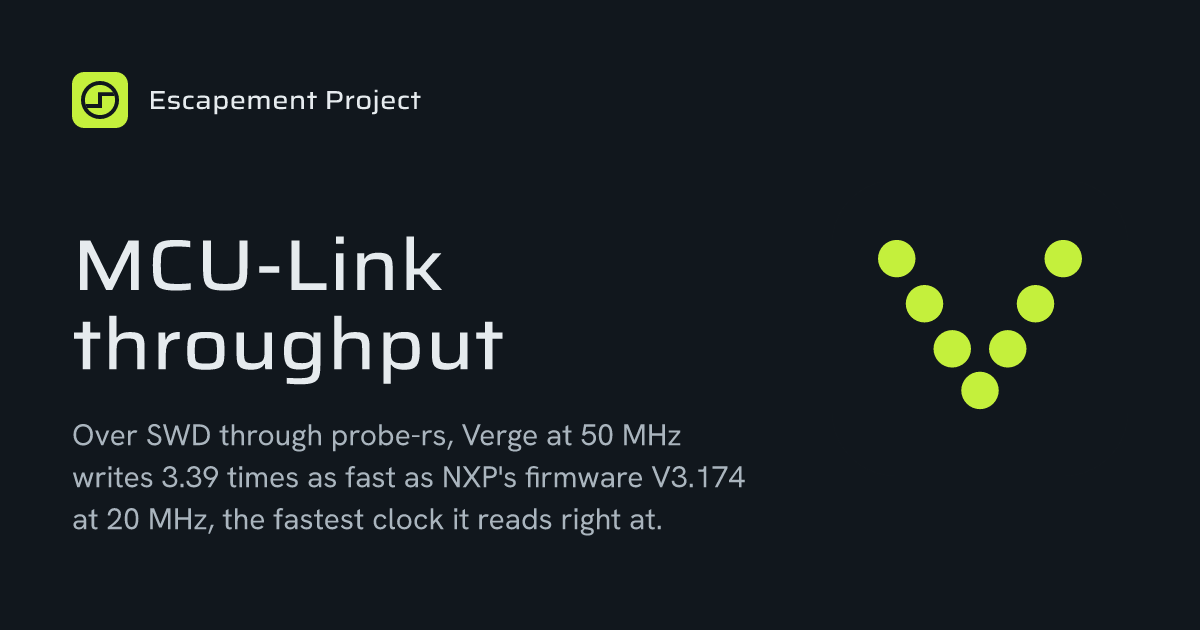 Escapement Project
MCU-Link
throughput
Over SWD through probe-rs, Verge at 50 MHz
writes 3.39 times as fast as NXP's firmware V3.174
at 20 MHz, the fastest clock it reads right at.